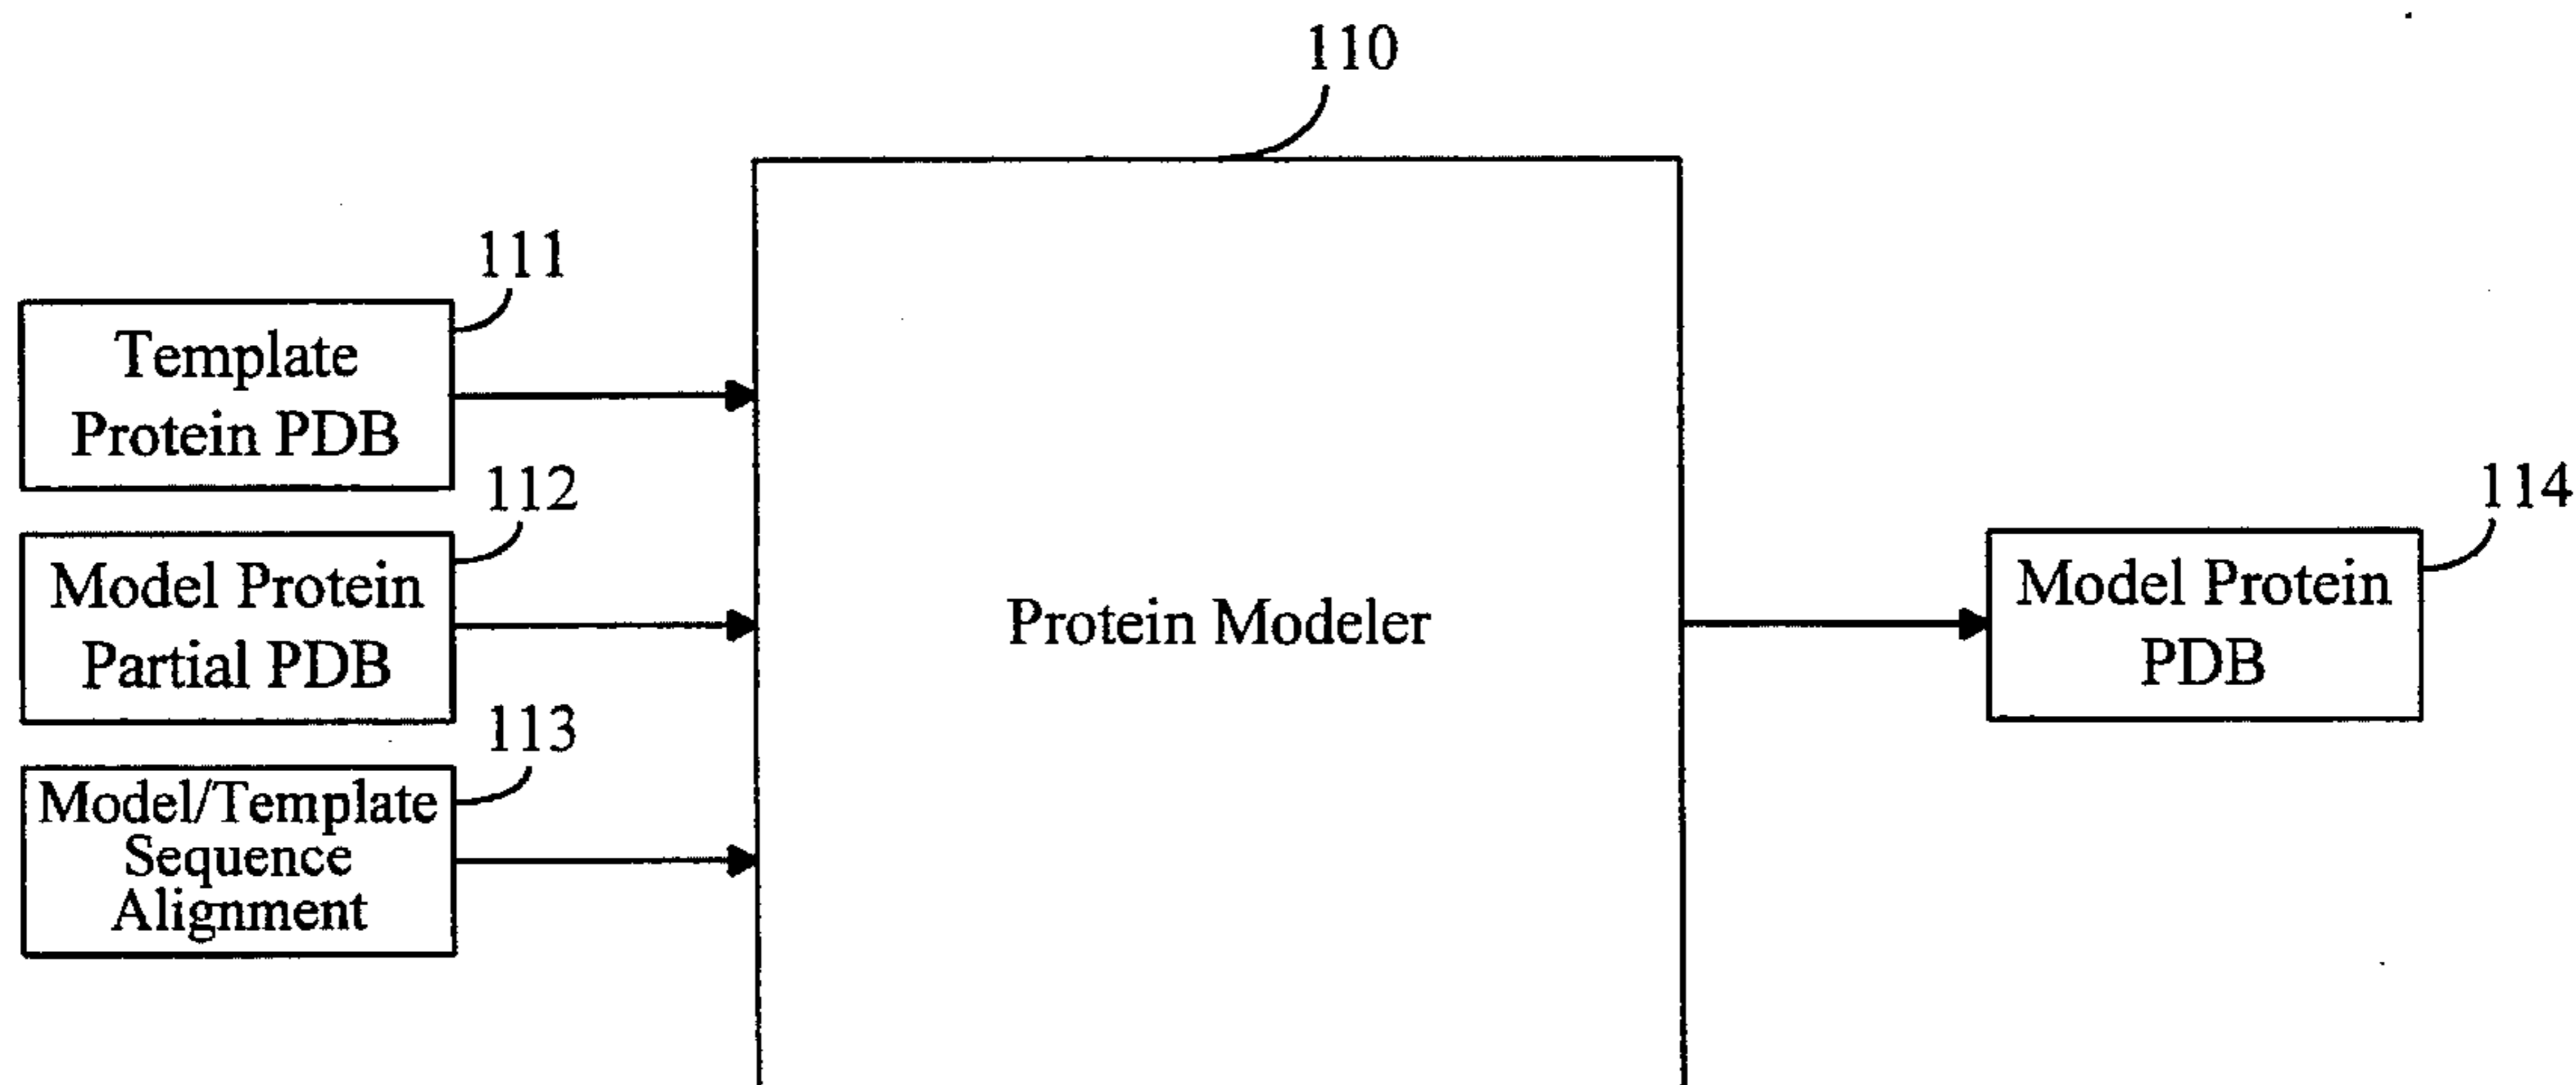 110
111
Template
Protein PDB
112
Model Protein
Partial PDB
113
Model/Template
Sequence
Alignment
Protein Modeler
114
Model Protein
PDB